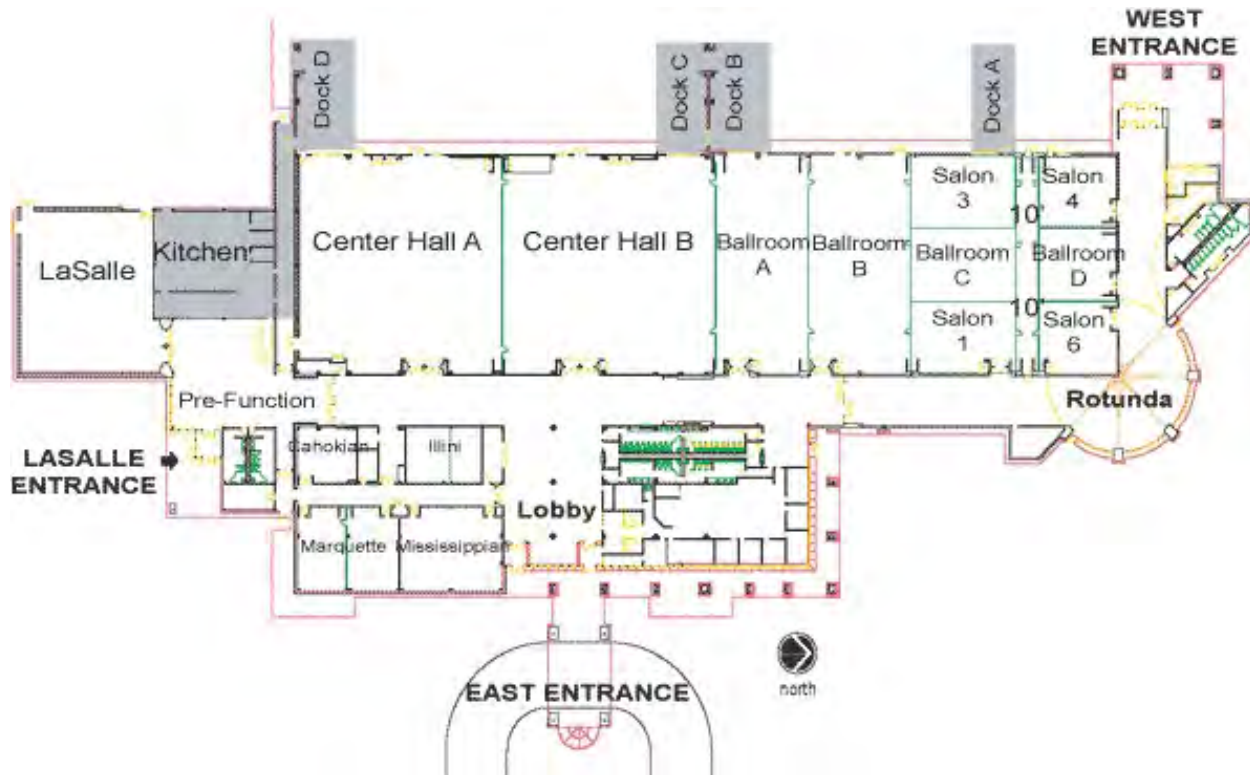 WEST
ENTRANCE
Dock D
Dock C
Dock B
Dock A
Salon
3
Salon
4
10
Center Hall A
Center Hall B
Ballroom
A
Ballroom
B
Ballroom
C
Ballroom
D
Kitchen
LaSalle
10
Salon
1
Salon
6
Pre-Function
Rotunda
LASALLE
ENTRANCE
Cahokian
Illini
Lobby
Marquette
Mississippian
north
EAST ENTRANCE